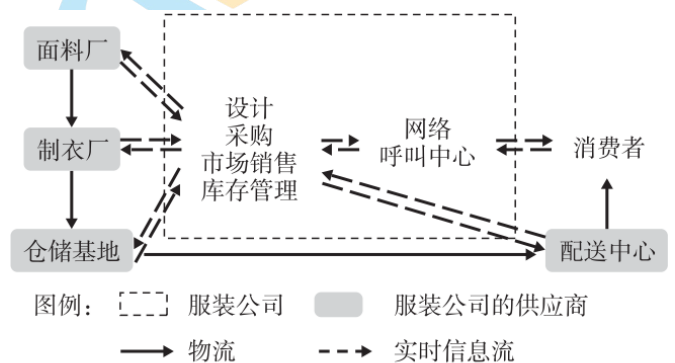 面料厂
设计
采购
市场销售
库存管理
网络
呼叫中心
制衣厂
消费者
仓储基地
配送中心
图例：
服装公司
服装公司的供应商
物流
实时信息流